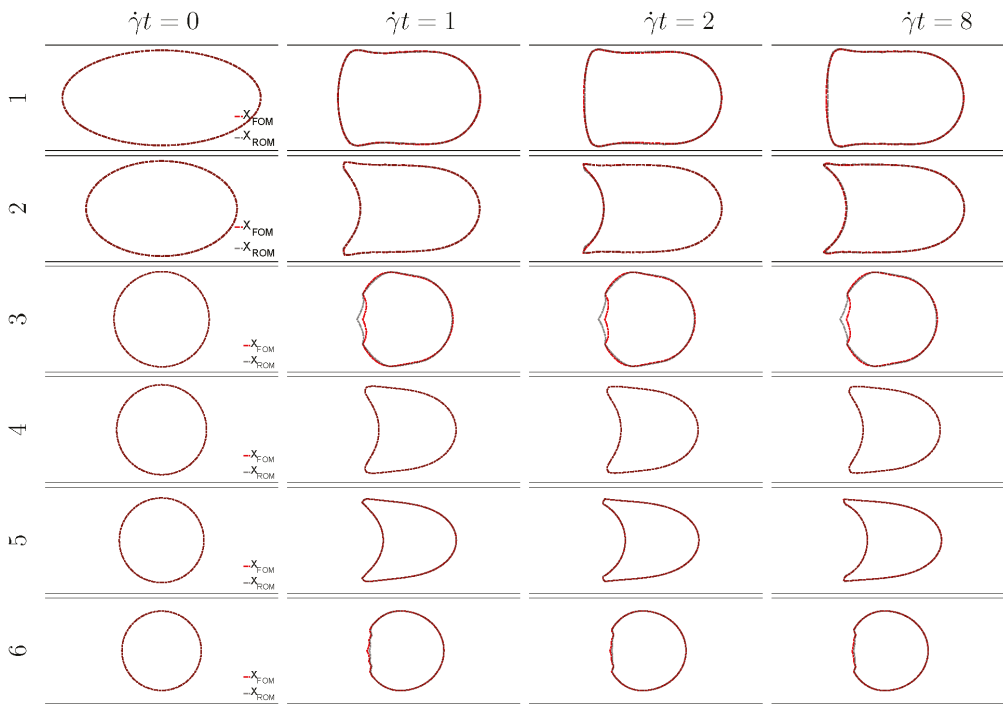 γ̇t = 0 γ̇t = 1 γ̇t = 2 γ̇t = 8
1
X_FOM
X_ROM
2
X_FOM
X_ROM
3
X_FOM
X_ROM
4
X_FOM
X_ROM
5
X_FOM
X_ROM
6
X_FOM
X_ROM